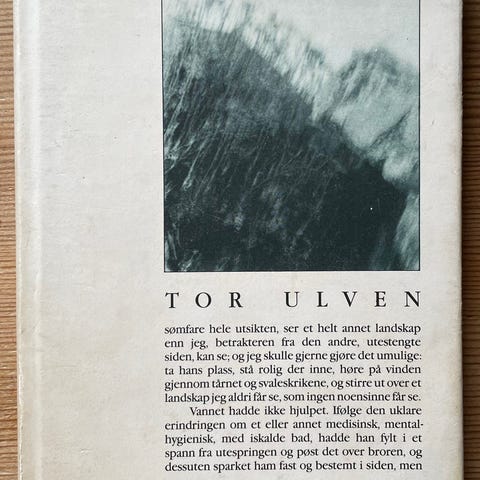 TOR ULVEN
sømfare hele utsikten, ser et helt annet landskap
enn jeg, betrakteren fra den andre, utestengte
siden, kan se; og jeg skulle gjerne gjøre det umulige:
ta hans plass, stå rolig der inne, høre på vinden
gjennom tårnet og svaleskrikene, og stirre ut over et
landskap jeg aldri får se, som ingen noensinne får se.
Vannet hadde ikke hjulpet. Ifølge den uklare
erindringen om et eller annet medisinsk, mental-
hygienisk, med iskalde bad, hadde han fylt i et
spann fra utespringen og pøst det over broren, og
dessuten sparket ham fast og bestemt i siden, men